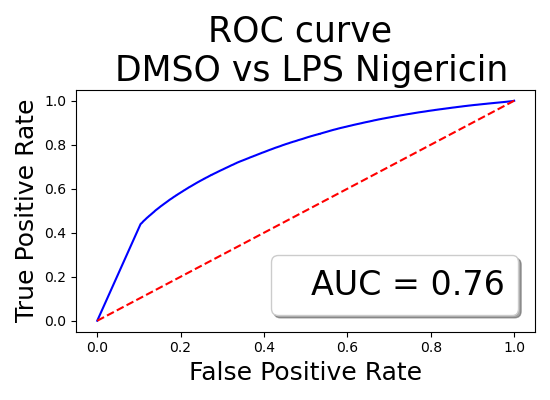 ROC curve
DMSO vs LPS Nigericin
True Positive Rate
1.0
0.8
0.6
0.4
0.2
0.0
AUC = 0.76
0.0 0.2 0.4 0.6 0.8 1.0
False Positive Rate